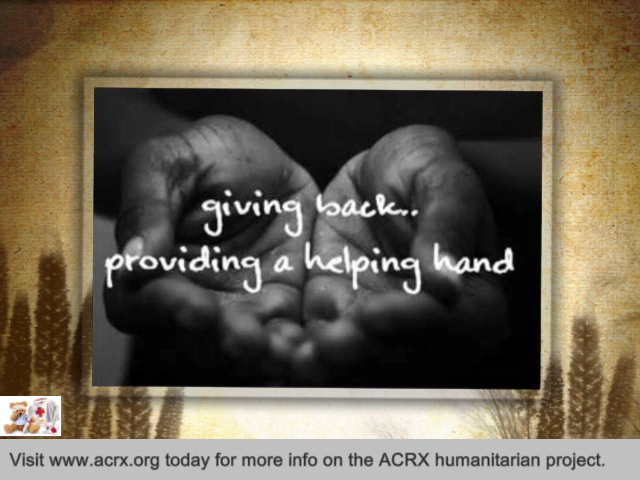 giving back..
providing a helping hand
Visit www.acrx.org today for more info on the ACRX humanitarian project.